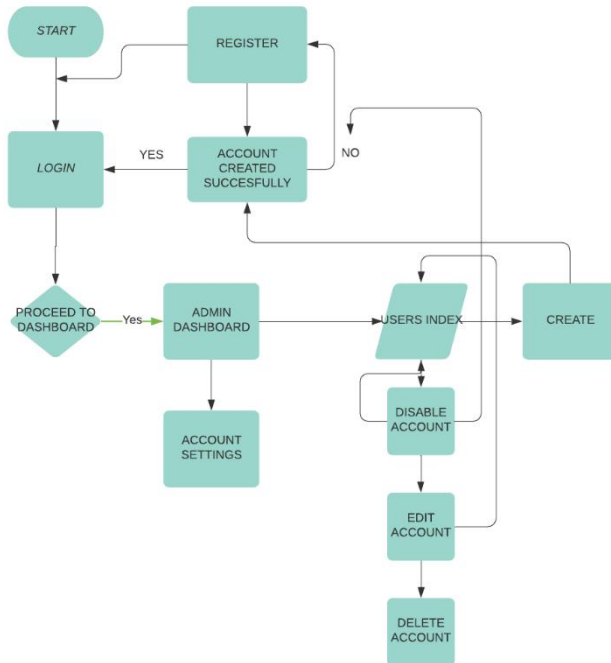 START
REGISTER
LOGIN
YES
ACCOUNT
CREATED
SUCCESFULLY
NO
PROCEED TO
DASHBOARD
Yes
ADMIN
DASHBOARD
USERS INDEX
CREATE
ACCOUNT
SETTINGS
DISABLE
ACCOUNT
EDIT
ACCOUNT
DELETE
ACCOUNT